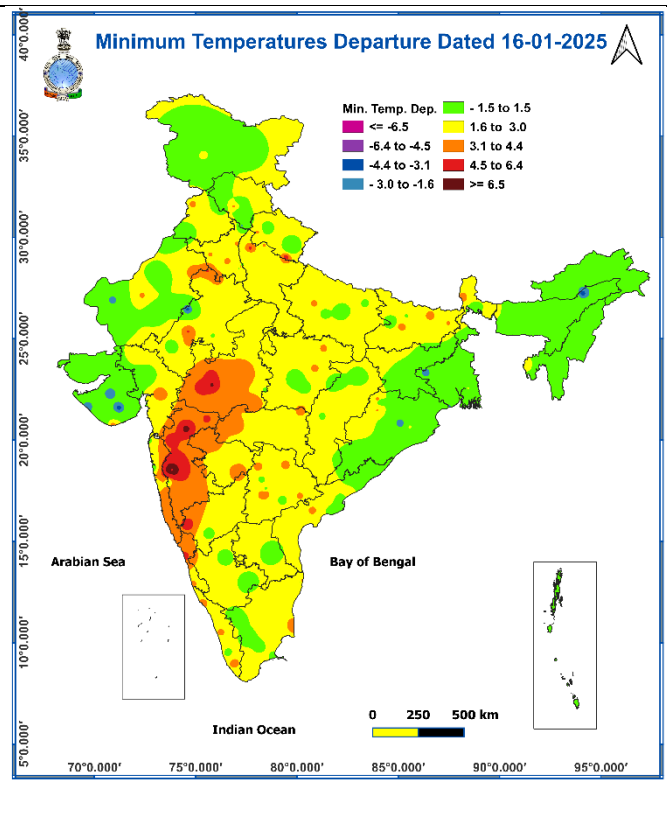 Minimum Temperatures Departure Dated 16-01-2025
Min. Temp. Dep.
<= -6.5
-6.4 to -4.5
-4.4 to -3.1
- 3.0 to -1.6
- 1.5 to 1.5
1.6 to 3.0
3.1 to 4.4
4.5 to 6.4
>= 6.5
40°0.000'
35°0.000'
30°0.000'
25°0.000'
20°0.000'
15°0.000'
10°0.000'
5°0.000'
Arabian Sea
Bay of Bengal
Indian Ocean
0 250 500 km
70°0.000' 75°0.000' 80°0.000' 85°0.000' 90°0.000' 95°0.000'